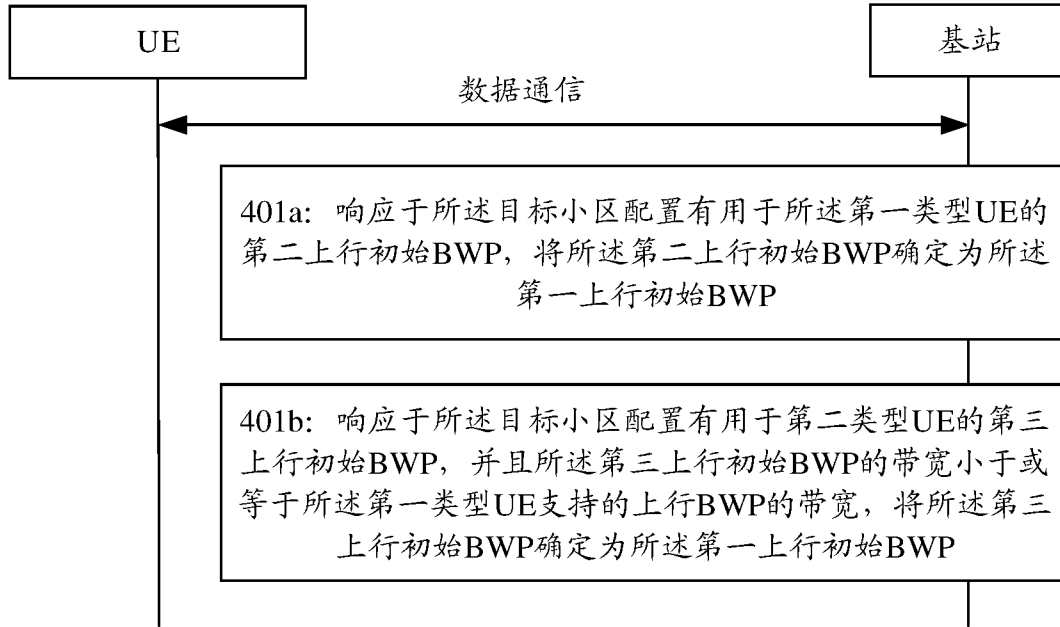 UE
基站
数据通信
401a：响应于所述目标小区配置有用于所述第一类型UE的
第二上行初始BWP，将所述第二上行初始BWP确定为所述
第一上行初始BWP
401b：响应于所述目标小区配置有用于第二类型UE的第三
上行初始BWP，并且所述第三上行初始BWP的带宽小于或
等于所述第一类型UE支持的上行BWP的带宽，将所述第三
上行初始BWP确定为所述第一上行初始BWP